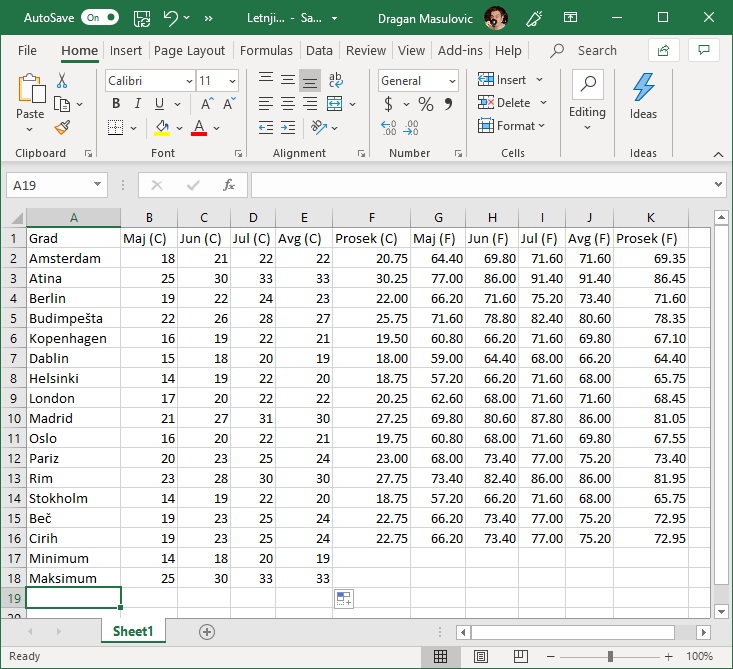 AutoSave On » Letnji... - Sa... Dragan Masulovic
File Home Insert Page Layout Formulas Data Review View Add-ins Help Search
Calibri 11 ab General Insert
Paste B I U A A $ % Delete Editing Ideas
A Format
Clipboard Font Alignment Number Cells Ideas
A19 fx
A B C D E F G H I J K
1 Grad Maj (C) Jun (C) Jul (C) Avg (C) Prosek (C) Maj (F) Jun (F) Jul (F) Avg (F) Prosek (F)
2 Amsterdam 18 21 22 22 20.75 64.40 69.80 71.60 71.60 69.35
3 Atina 25 30 33 33 30.25 77.00 86.00 91.40 91.40 86.45
4 Berlin 19 22 24 23 22.00 66.20 71.60 75.20 73.40 71.60
5 Budimpešta 22 26 28 27 25.75 71.60 78.80 82.40 80.60 78.35
6 Kopenhagen 16 19 22 21 19.50 60.80 66.20 71.60 69.80 67.10
7 Dablin 15 18 20 19 18.00 59.00 64.40 68.00 66.20 64.40
8 Helsinki 14 19 22 20 18.75 57.20 66.20 71.60 68.00 65.75
9 London 17 20 22 22 20.25 62.60 68.00 71.60 71.60 68.45
10 Madrid 21 27 31 30 27.25 69.80 80.60 87.80 86.00 81.05
11 Oslo 16 20 22 21 19.75 60.80 68.00 71.60 69.80 67.55
12 Pariz 20 23 25 24 23.00 68.00 73.40 77.00 75.20 73.40
13 Rim 23 28 30 30 27.75 73.40 82.40 86.00 86.00 81.95
14 Stokholm 14 19 22 20 18.75 57.20 66.20 71.60 68.00 65.75
15 Beč 19 23 25 24 22.75 66.20 73.40 77.00 75.20 72.95
16 Cirih 19 23 25 24 22.75 66.20 73.40 77.00 75.20 72.95
17 Minimum 14 18 20 19
18 Maksimum 25 30 33 33
19
20
Sheet1
Ready 100%